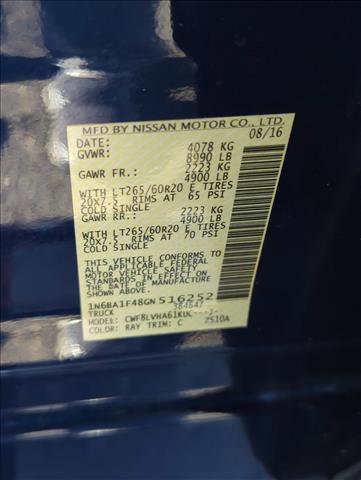 MFD BY NISSAN MOTOR CO., LTD.
DATE: 08/16
GVWR: 4078 KG
8990 LB
GAWR FR.: 2223 KG
4900 LB
WITH LT265/60R20 E TIRES
20X7.5 RIMS AT 65 PSI
COLD SINGLE
GAWR RR.: 2223 KG
4900 LB
WITH LT265/60R20 E TIRES
20X7.5 RIMS AT 70 PSI
COLD SINGLE
THIS VEHICLE CONFORMS TO ALL
APPLICABLE FEDERAL MOTOR
VEHICLE SAFETY STANDARDS IN
EFFECT ON THE DATE OF
MANUFACTURE SHOWN ABOVE.
1N6BA1F48GN516252
TRUCK 384647
MODEL: CWF8LVHA61KUC
COLOR: RAY TRIM: C 2510A